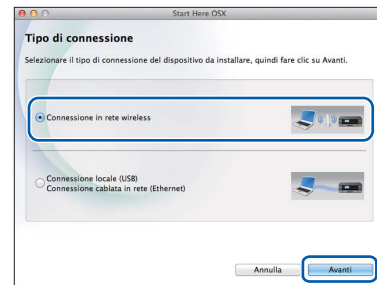 Start Here OSX
Tipo di connessione
Selezionare il tipo di connessione del dispositivo da installare, quindi fare clic su Avanti.
Connessione in rete wireless
Connessione locale (USB)
Connessione cablata in rete (Ethernet)
Annulla
Avanti